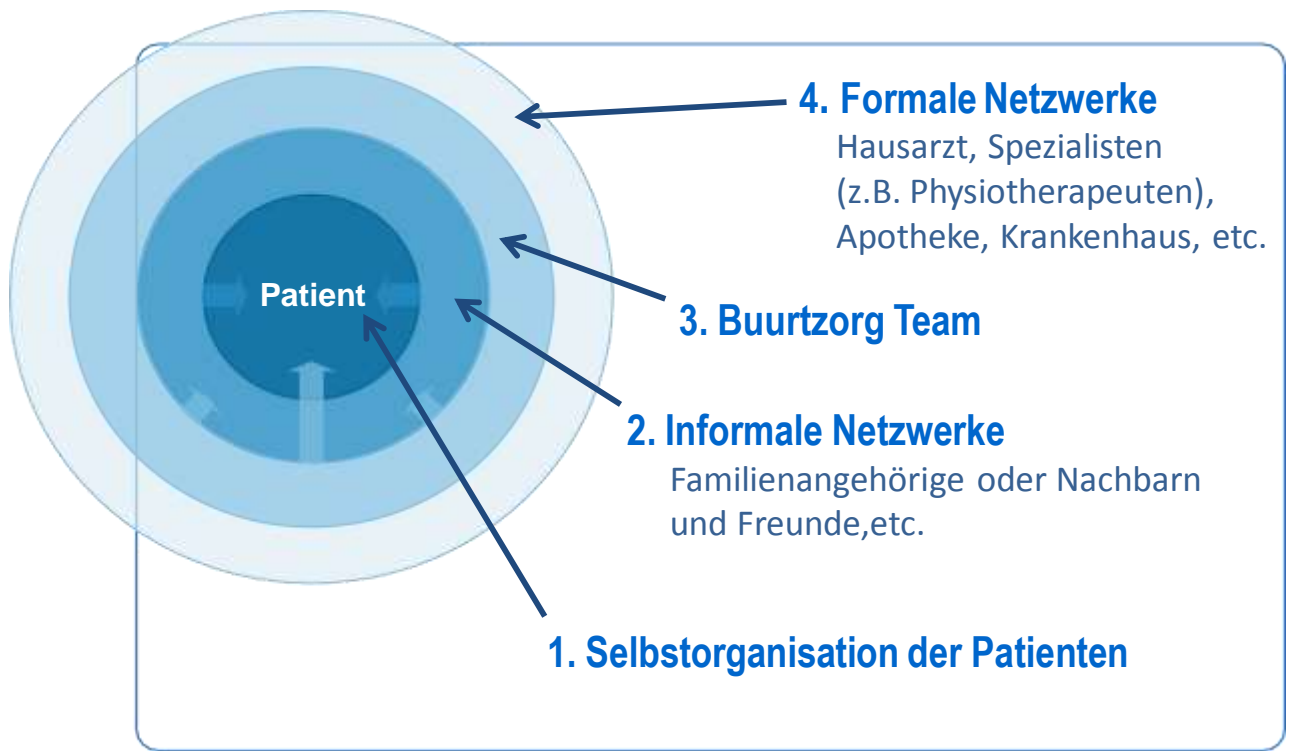 4. Formale Netzwerke
Hausarzt, Spezialisten
(z.B. Physiotherapeuten),
Apotheke, Krankenhaus, etc.
Patient
3. Buurtzorg Team
2. Informale Netzwerke
Familienangehörige oder Nachbarn
und Freunde,etc.
1. Selbstorganisation der Patienten